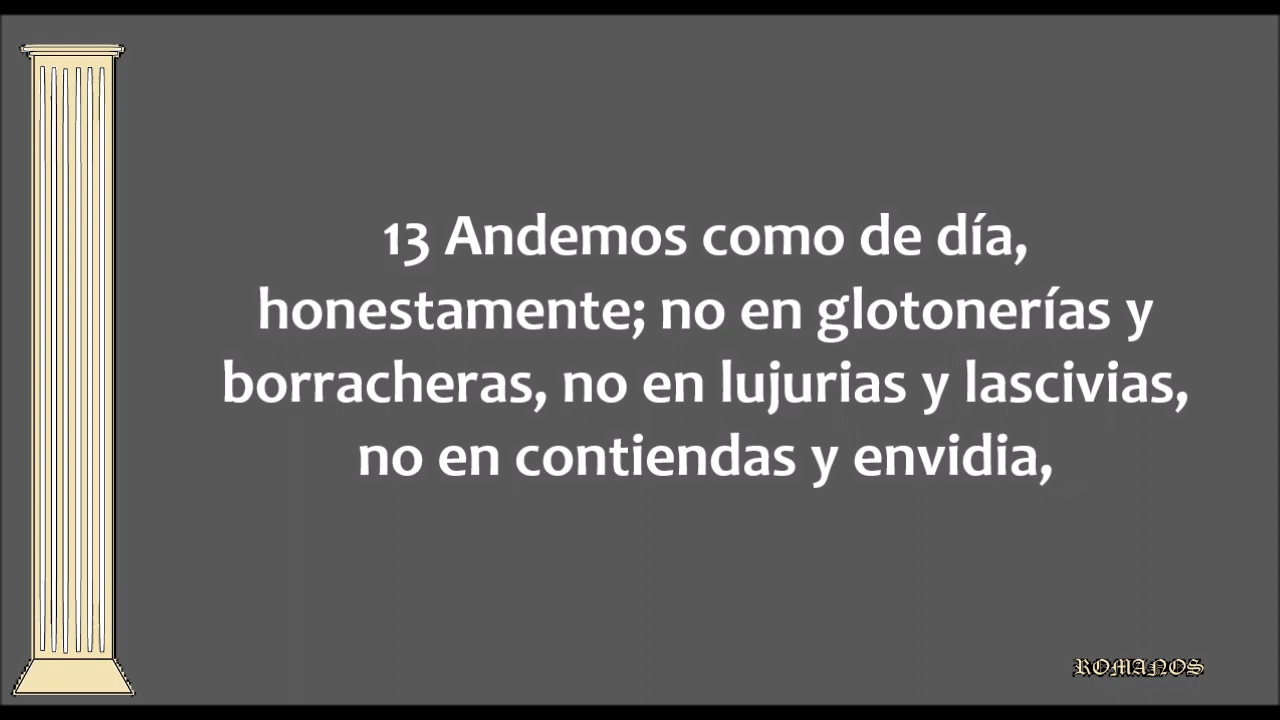 13 Andemos como de día,
honestamente; no en glotonerías y
borracheras, no en lujurias y lascivias,
no en contiendas y envidia,
ROMANOS